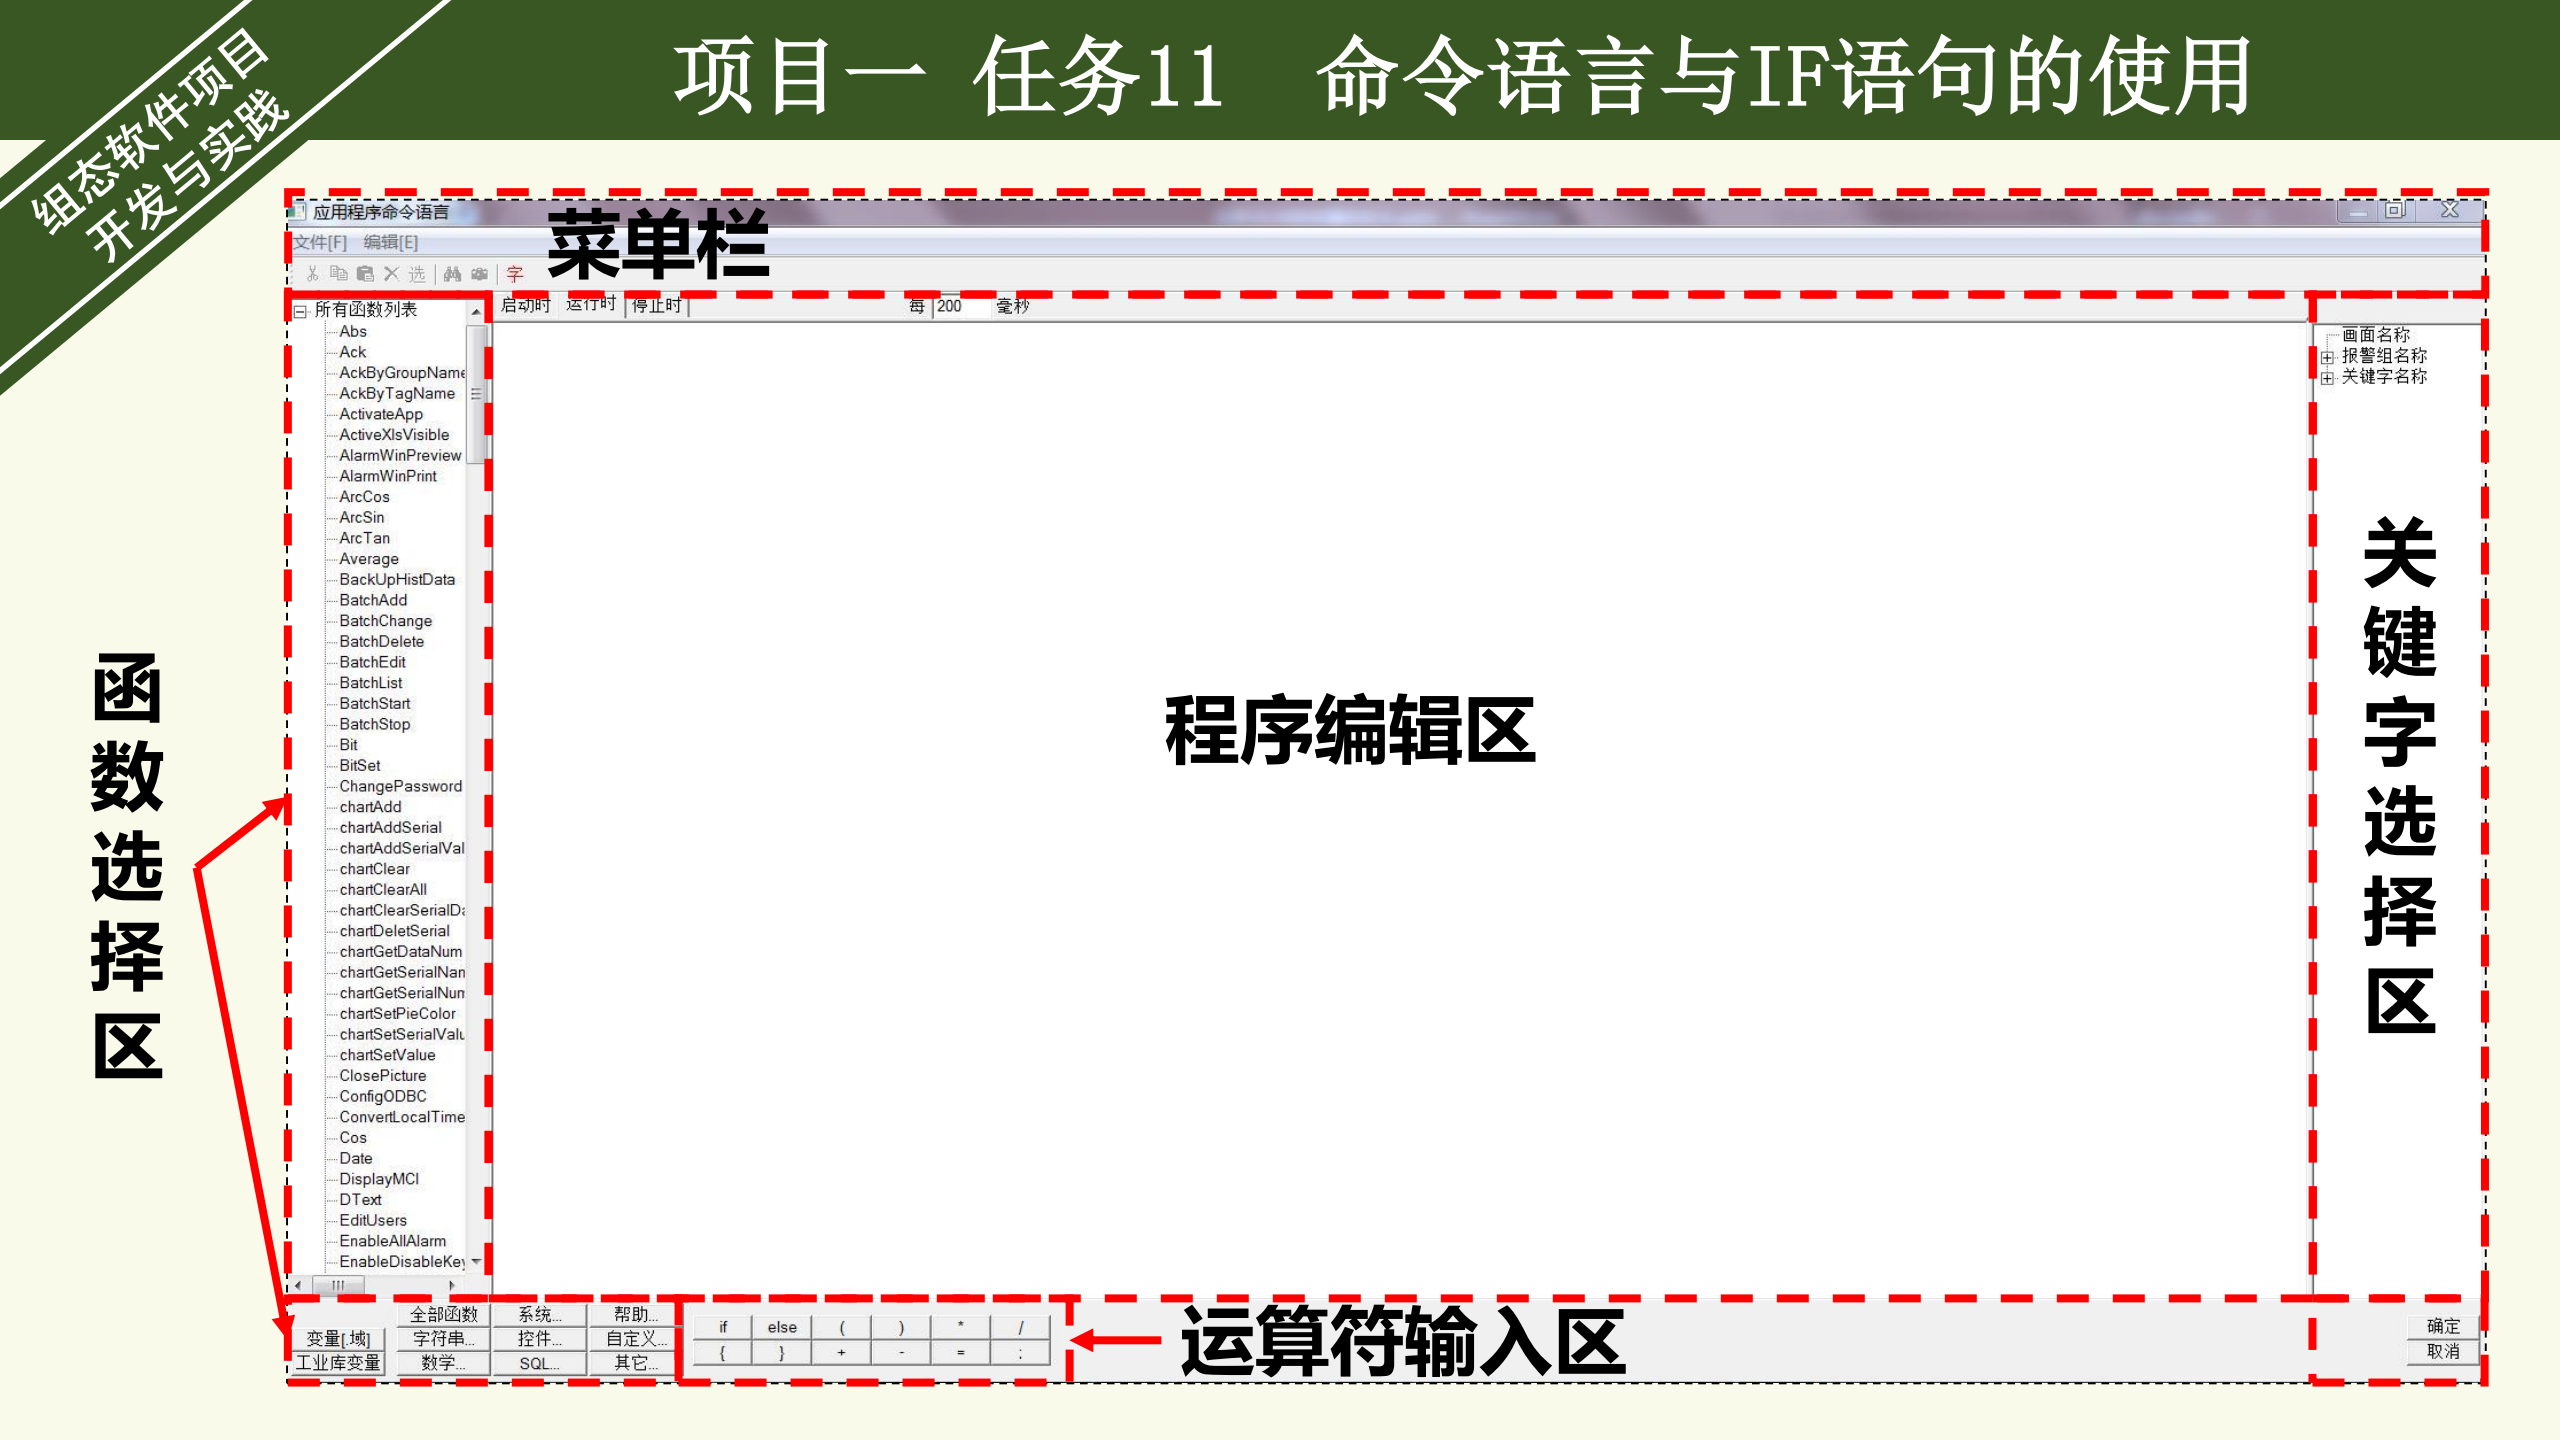 组态软件项目
开发与实践
项目一 任务11 命令语言与IF语句的使用
应用程序命令语言
文件[F] 编辑[E]
菜单栏
选 字
所有函数列表
Abs
Ack
AckByGroupName
AckByTagName
ActivateApp
ActiveXlsVisible
AlarmWinPreview
AlarmWinPrint
ArcCos
ArcSin
ArcTan
Average
BackUpHistData
BatchAdd
BatchChange
BatchDelete
BatchEdit
BatchList
BatchStart
BatchStop
Bit
BitSet
ChangePassword
chartAdd
chartAddSerial
chartAddSerialVal
chartClear
chartClearAll
chartClearSerialDa
chartDeletSerial
chartGetDataNum
chartGetSerialNam
chartGetSerialNum
chartSetPieColor
chartSetSerialValu
chartSetValue
ClosePicture
ConfigODBC
ConvertLocalTime
Cos
Date
DisplayMCI
DText
EditUsers
EnableAllAlarm
EnableDisableKey
启动时 运行时 停止时 每 200 毫秒
画面名称
报警组名称
关键字名称
函数选择区
程序编辑区
关键字选择区
全部函数 系统... 帮助...
变量[.域] 字符串... 控件... 自定义...
工业库变量 数学... SQL... 其它...
if else ( ) * /
{ } + - = ;
运算符输入区
确定
取消